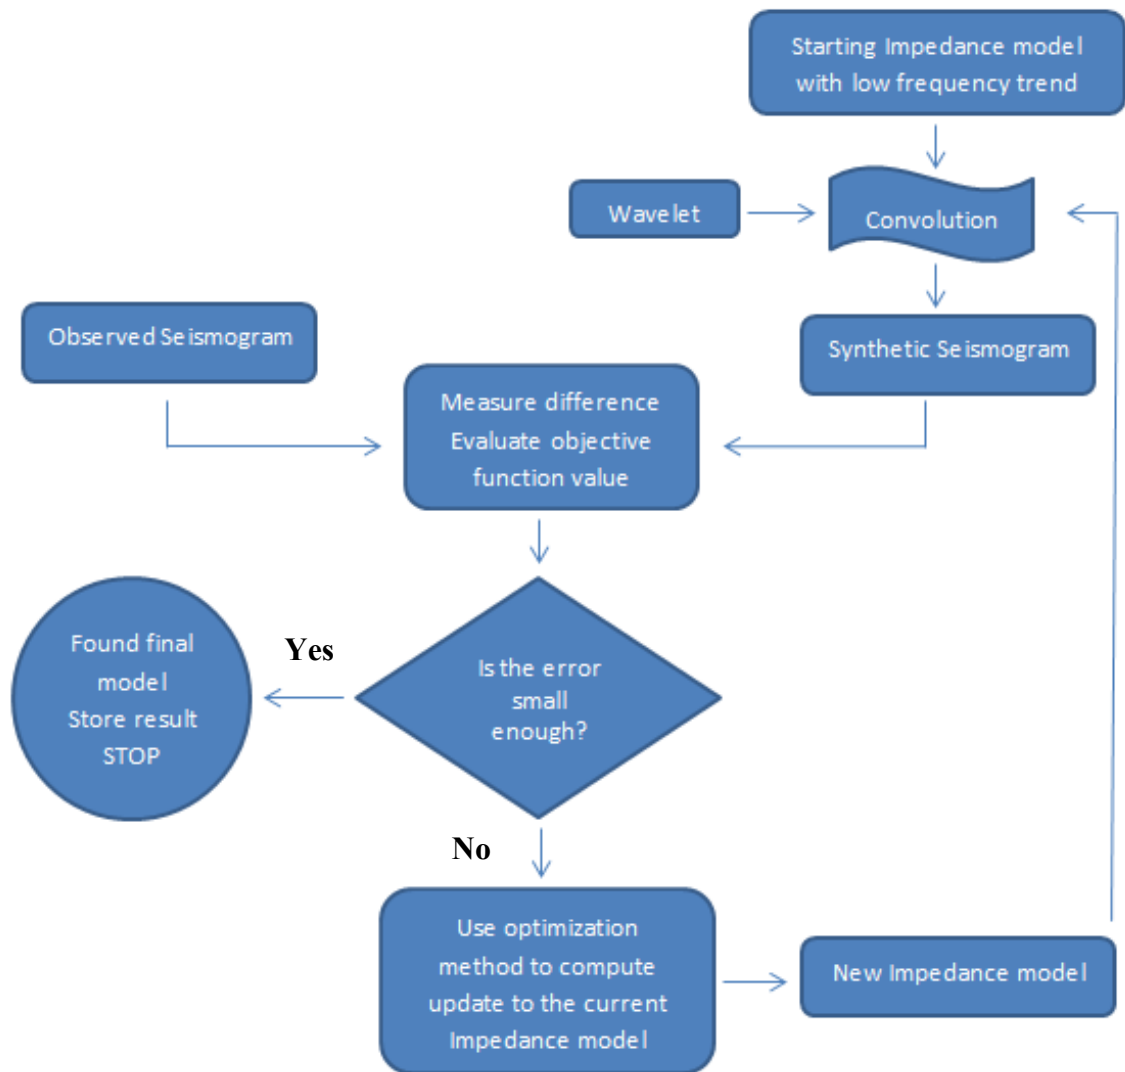 Starting Impedance model
with low frequency trend
Wavelet
Convolution
Observed Seismogram
Synthetic Seismogram
Measure difference
Evaluate objective
function value
Found final
model
Store result
STOP
Yes
Is the error
small
enough?
No
Use optimization
method to compute
update to the current
Impedance model
New Impedance model